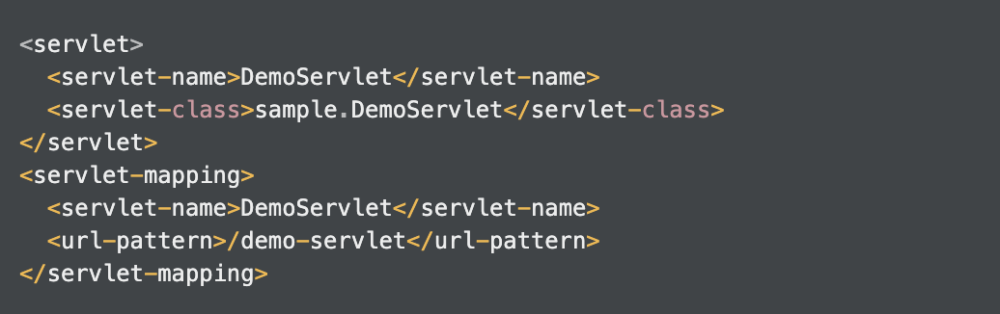 <servlet>
  <servlet-name>DemoServlet</servlet-name>
  <servlet-class>sample.DemoServlet</servlet-class>
</servlet>
<servlet-mapping>
  <servlet-name>DemoServlet</servlet-name>
  <url-pattern>/demo-servlet</url-pattern>
</servlet-mapping>